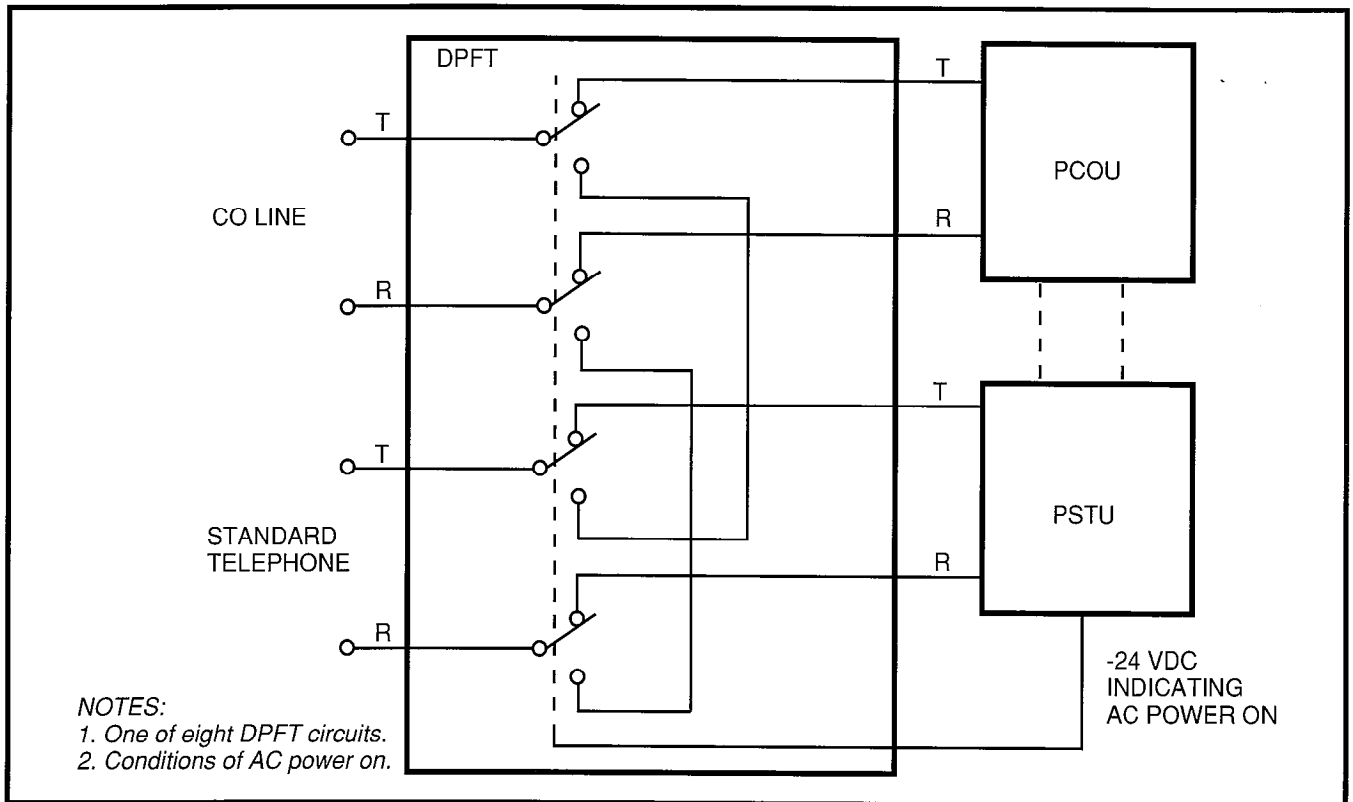 DPFT
T
T
PCOU
CO LINE
R
R
T
T
PSTU
STANDARD
TELEPHONE
R
R
-24 VDC
INDICATING
AC POWER ON
NOTES:
1. One of eight DPFT circuits.
2. Conditions of AC power on.